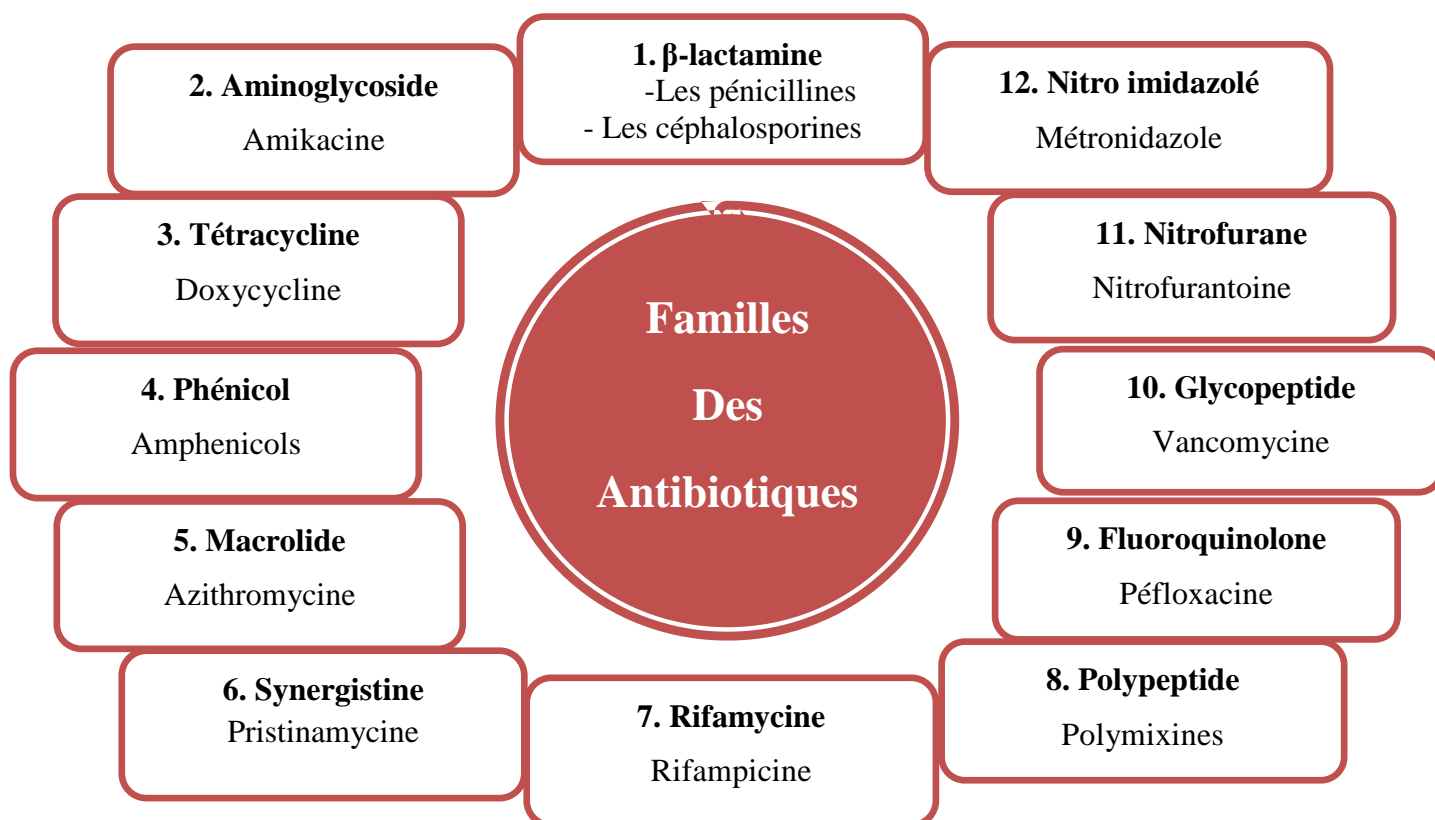 1. β-lactamine
-Les pénicillines
- Les céphalosporines
2. Aminoglycoside
Amikacine
3. Tétracycline
Doxycycline
4. Phénicol
Amphenicols
5. Macrolide
Azithromycine
6. Synergistine
Pristinamycine
7. Rifamycine
Rifampicine
8. Polypeptide
Polymixines
9. Fluoroquinolone
Péfloxacine
10. Glycopeptide
Vancomycine
11. Nitrofurane
Nitrofurantoine
12. Nitro imidazolé
Métronidazole
Familles
Des
Antibiotiques